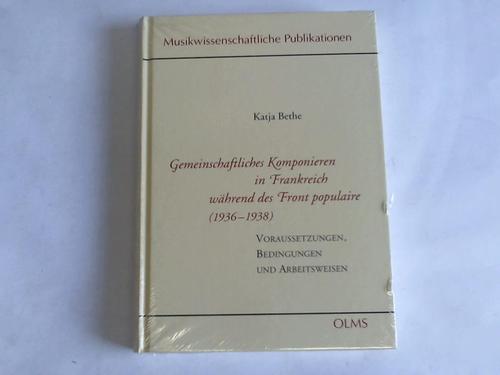 Musikwissenschaftliche Publikationen
Katja Bethe
Gemeinschaftliches Komponieren
in Frankreich
während des Front populaire
(1936–1938)
VORAUSSETZUNGEN,
BEDINGUNGEN
UND ARBEITSWEISEN
OLMS